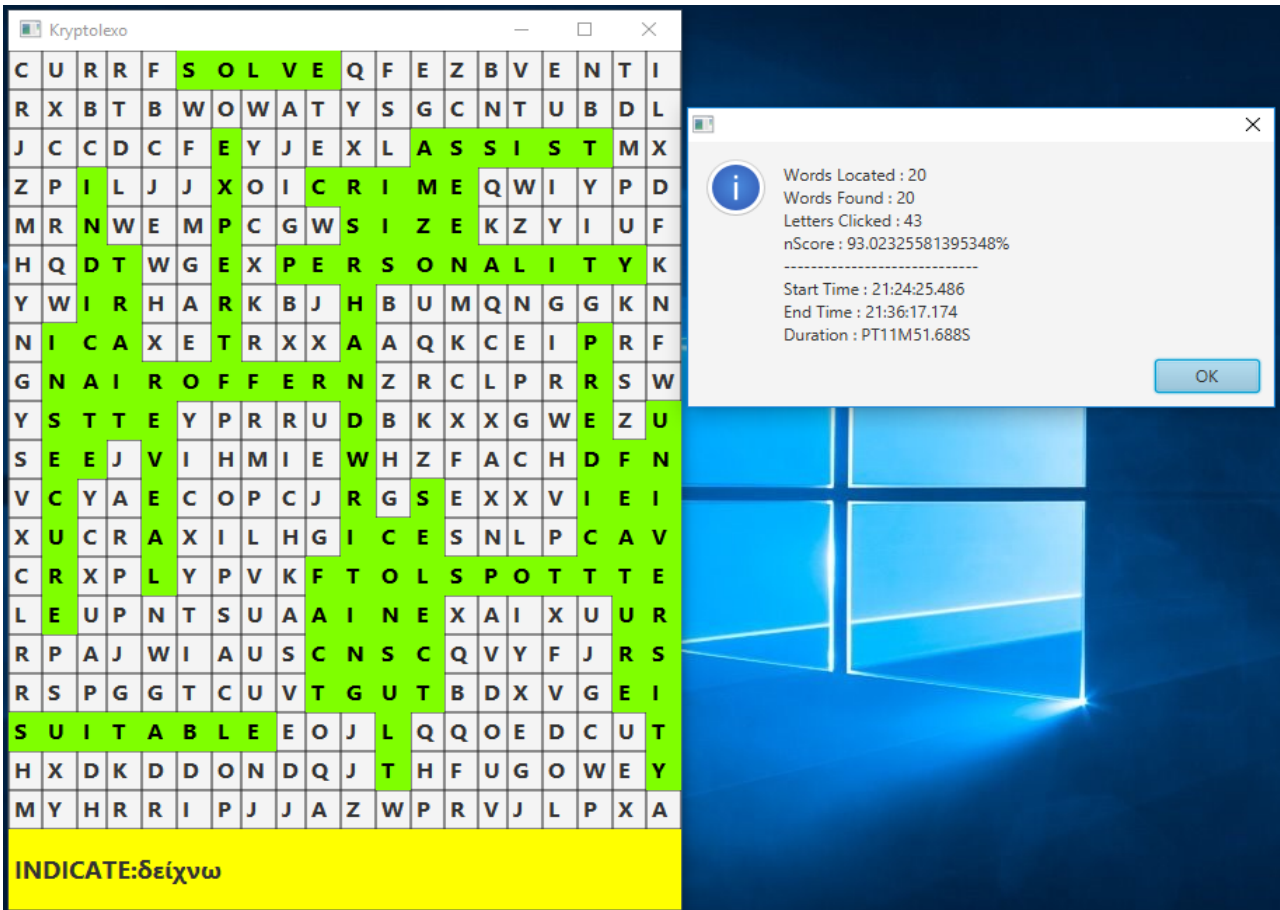 Kryptolexo
C U R R F S O L V E Q F E Z B V E N T I
R X B T B W O W A T Y S G C N T U B D L
J C C D C F E Y J E X L A S S I S T M X
Z P I L J J X O I C R I M E Q W I Y P D
M R N W E M P C G W S I Z E K Z Y I U F
H Q D T W G E X P E R S O N A L I T Y K
Y W I R H A R K B J H B U M Q N G G K N
N I C A X E T R X X A A Q K C E I P R F
G N A I R O F F E R N Z R C L P R R S W
Y S T T E Y P R R U D B K X X G W E Z U
S E E J V I H M I E W H Z F A C H D F N
V C Y A E C O P C J R G S E X X V I E I
X U C R A X I L H G I C E S N L P C A V
C R X P L Y P V K F T O L S P O T T T E
L E U P N T S U A A I N E X A I X U U R
R P A J W I A U S C N S C Q V Y F J R S
R S P G G T C U V T G U T B D X V G E I
S U I T A B L E E O J L Q Q O E D C U T
H X D K D D O N D Q J T H F U G O W E Y
M Y H R R I P J J A Z W P R V J L P X A
INDICATE:δείχνω
Words Located : 20
Words Found : 20
Letters Clicked : 43
nScore : 93.02325581395348%
-----------------------------
Start Time : 21:24:25.486
End Time : 21:36:17.174
Duration : PT11M51.688S
OK